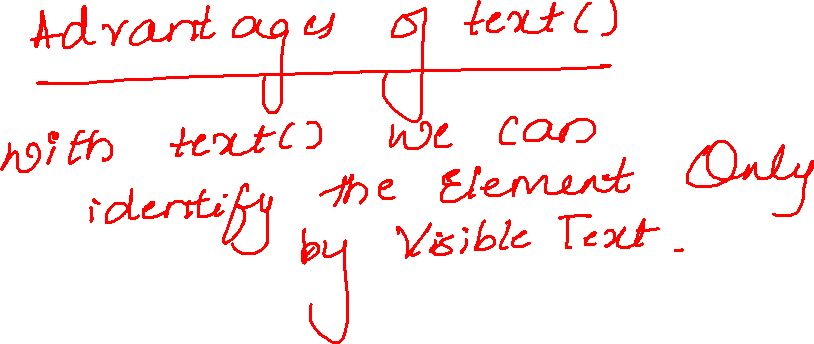 Advantages of text()
with text() we can
identify the Element Only
by Visible Text.